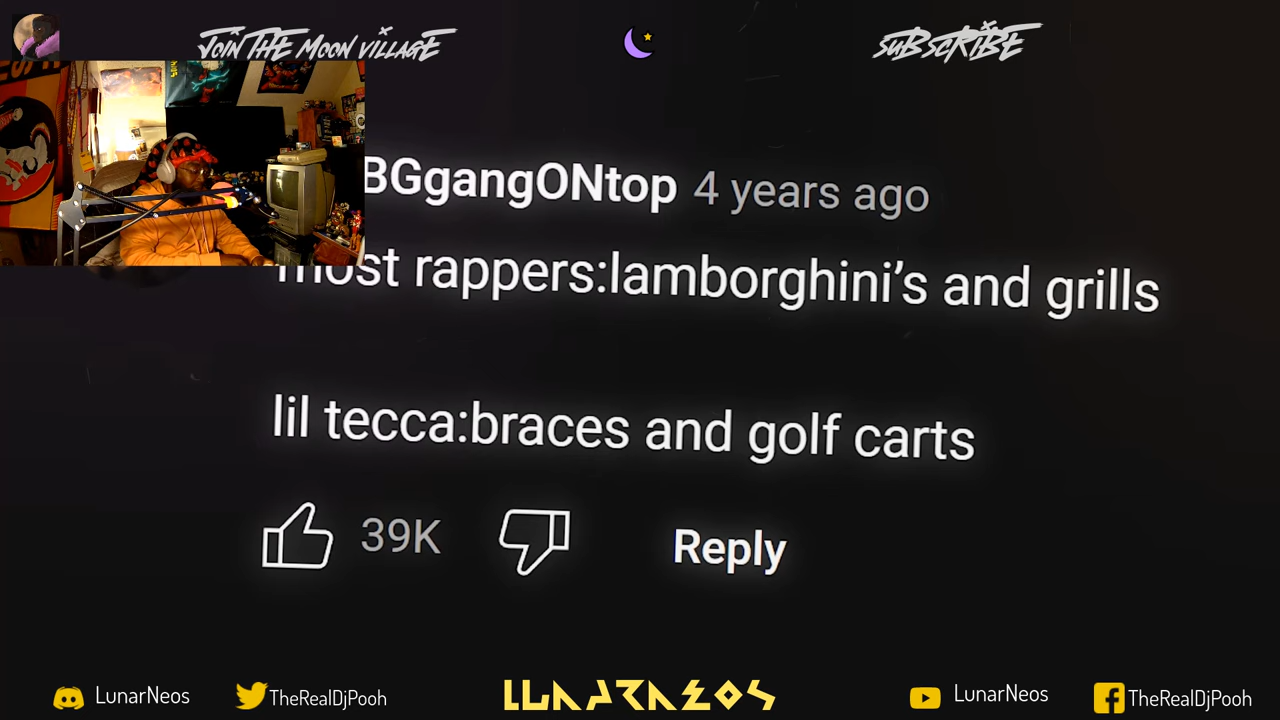 JOIN THE MOON VILLAGE
SUBSCRIBE
BGgangONtop 4 years ago
most rappers:lamborghini’s and grills
lil tecca:braces and golf carts
39K
Reply
LunarNeos
TheRealDjPooh
LUNARNEOS
LunarNeos
TheRealDjPooh